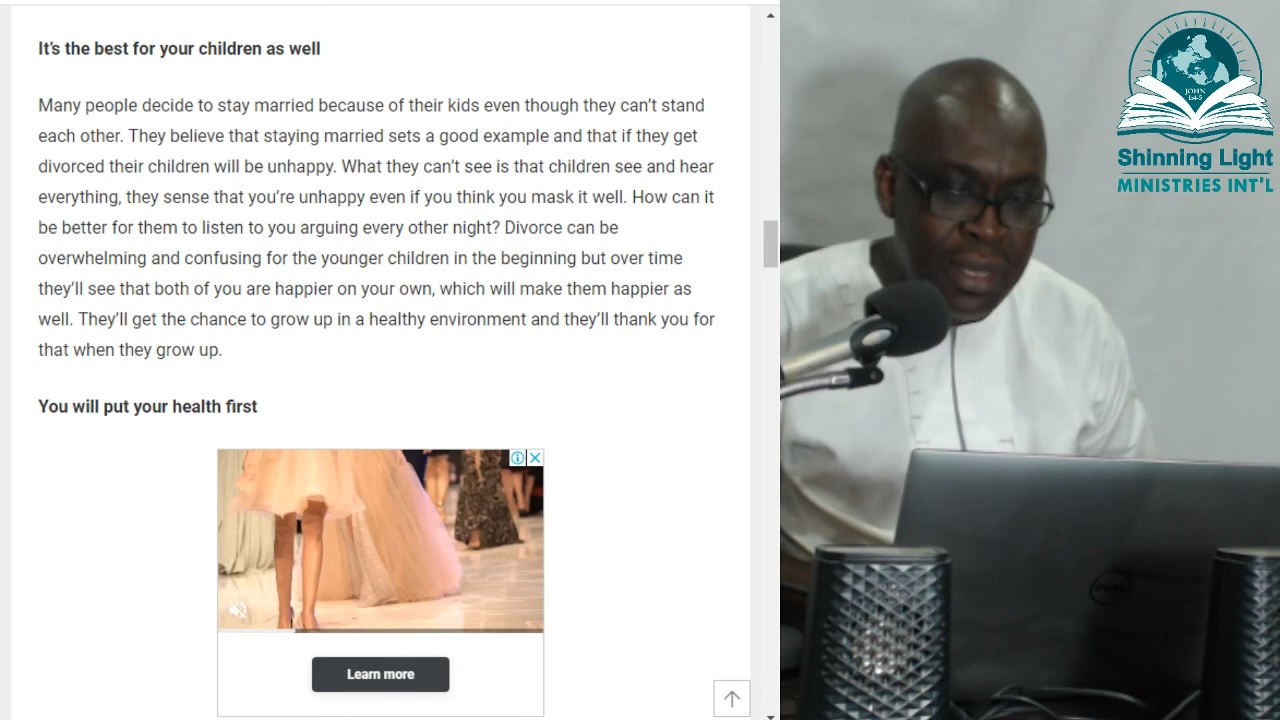 It's the best for your children as well
Many people decide to stay married because of their kids even though they can't stand
each other. They believe that staying married sets a good example and that if they get
divorced their children will be unhappy. What they can't see is that children see and hear
everything, they sense that you're unhappy even if you think you mask it well. How can it
be better for them to listen to you arguing every other night? Divorce can be
overwhelming and confusing for the younger children in the beginning but over time
they'll see that both of you are happier on your own, which will make them happier as
well. They'll get the chance to grow up in a healthy environment and they'll thank you for
that when they grow up.
You will put your health first
Learn more
JOHN
1:4-5
Shinning Light
MINISTRIES INT'L
DELL